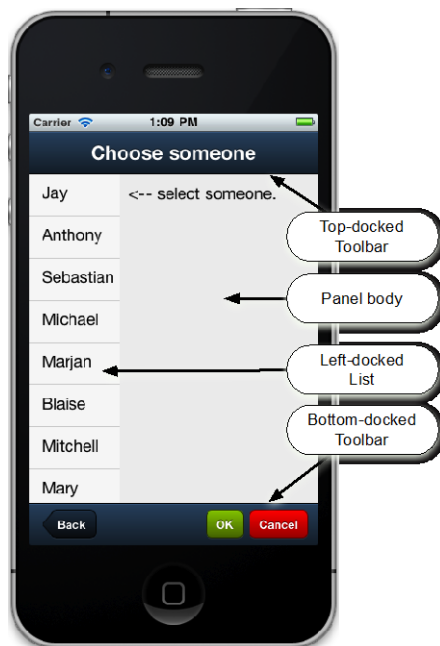 Carrier 1:09 PM
Choose someone
Jay
<-- select someone.
Anthony
Sebastian
Michael
Marjan
Blaise
Mitchell
Mary
Back
OK
Cancel
Top-docked
Toolbar
Panel body
Left-docked
List
Bottom-docked
Toolbar